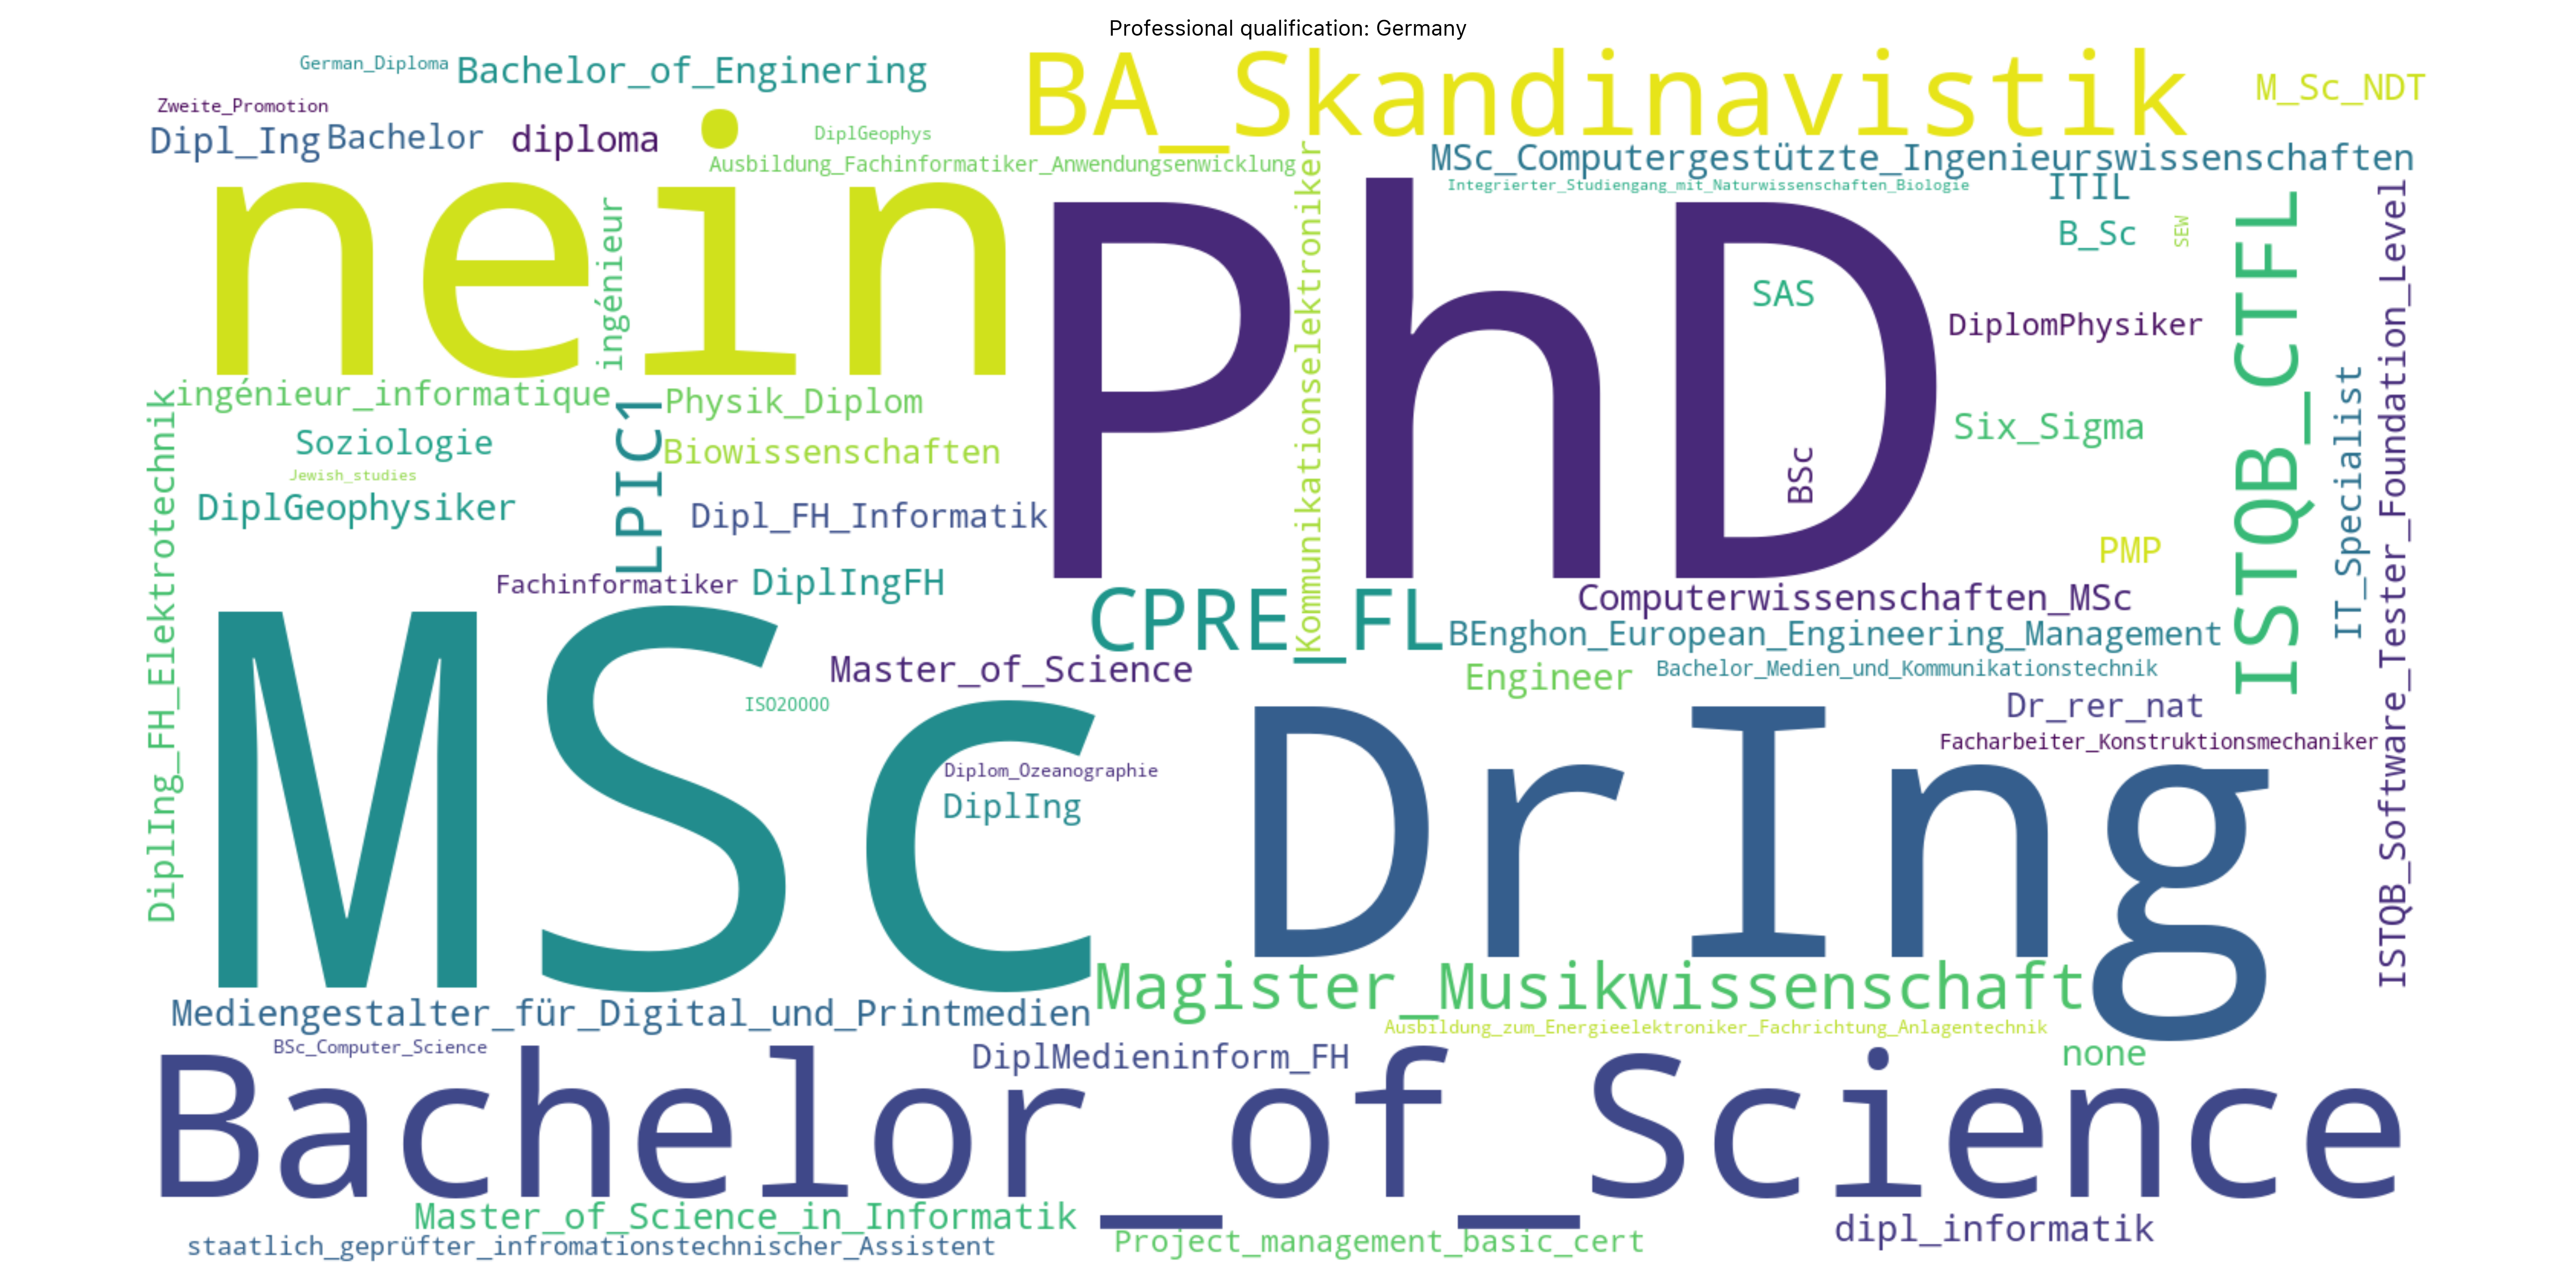 Professional qualification: Germany
German_Diploma
Bachelor_of_Enginering
BA_Skandinavistik
M_Sc_NDT
Zweite_Promotion
Dipl_Ing
Bachelor
diploma
DiplGeophys
Ausbildung_Fachinformatiker_Anwendungsenwicklung
MSc_Computergestützte_Ingenieurswissenschaften
Integrierter_Studiengang_mit_Naturwissenschaften_Biologie
ITIL
nein
ingénieur
PhD
Kommunikationselektroniker
SAS
BSc
B_Sc
SEW
ISTQB_CTFL
ISTQB_Software_Tester_Foundation_Level
DiplomPhysiker
IT_Specialist
ingénieur_informatique
LPIC1
Physik_Diplom
Six_Sigma
DiplIng_FH_Elektrotechnik
Soziologie
Biowissenschaften
Jewish_studies
DiplGeophysiker
Dipl_FH_Informatik
PMP
Fachinformatiker
DiplIngFH
CPRE_FL
Computerwissenschaften_MSc
BEnghon_European_Engineering_Management
MSc
Master_of_Science
Engineer
Bachelor_Medien_und_Kommunikationstechnik
ISO20000
Dr_rer_nat
Facharbeiter_Konstruktionsmechaniker
Diplom_Ozeanographie
DiplIng
DrIng
Magister_Musikwissenschaft
Mediengestalter_für_Digital_und_Printmedien
Ausbildung_zum_Energieelektroniker_Fachrichtung_Anlagentechnik
BSc_Computer_Science
DiplMedieninform_FH
none
Bachelor_of_Science
Master_of_Science_in_Informatik
dipl_informatik
staatlich_geprüfter_infromationstechnischer_Assistent
Project_management_basic_cert